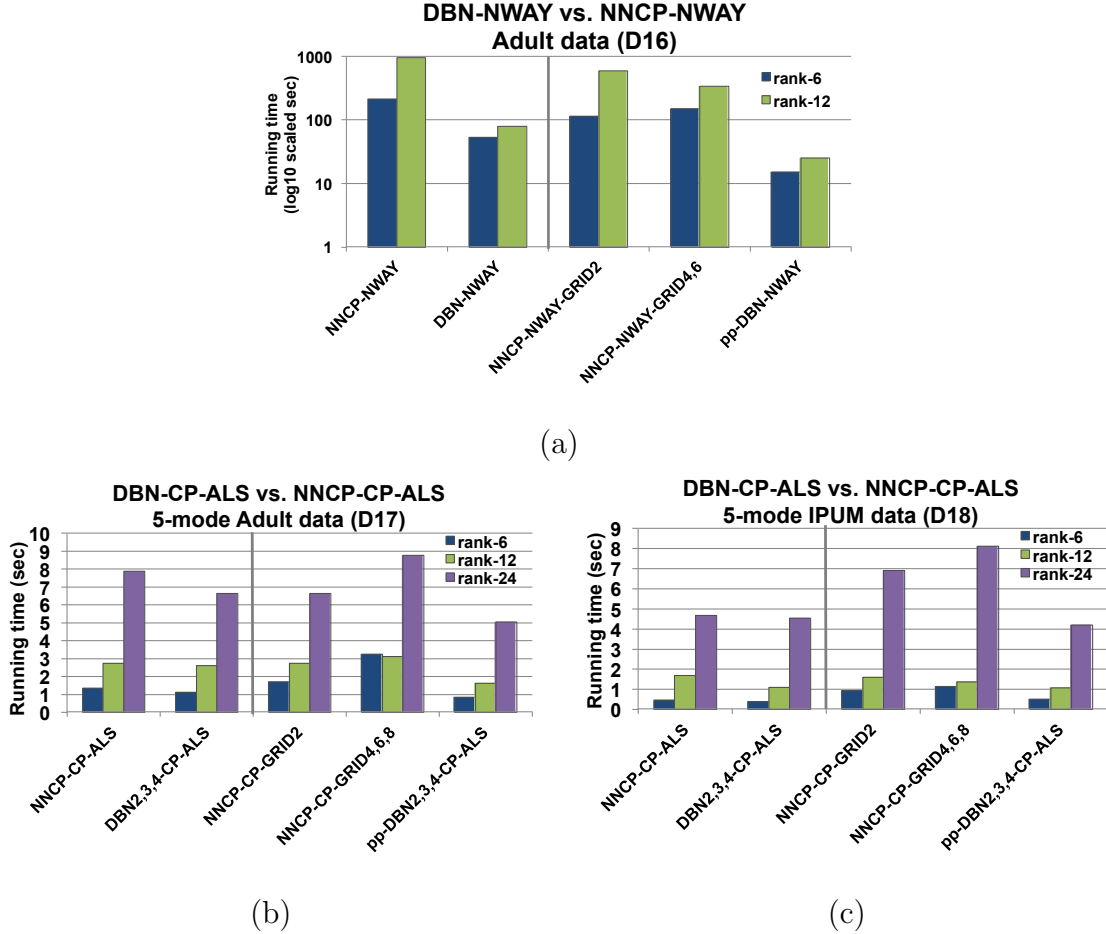 DBN-NWAY vs. NNCP-NWAY
Adult data (D16)
Running time
(log10 scaled sec)
1000
100
10
1
rank-6
rank-12
NNCP-NWAY
DBN-NWAY
NNCP-NWAY-GRID2
NNCP-NWAY-GRID4,6
pp-DBN-NWAY
(a)
DBN-CP-ALS vs. NNCP-CP-ALS
5-mode Adult data (D17)
Running time (sec)
10
9
8
7
6
5
4
3
2
1
0
rank-6
rank-12
rank-24
NNCP-CP-ALS
DBN2,3,4-CP-ALS
NNCP-CP-GRID2
NNCP-CP-GRID4,6,8
pp-DBN2,3,4-CP-ALS
(b)
DBN-CP-ALS vs. NNCP-CP-ALS
5-mode IPUM data (D18)
Running time (sec)
9
8
7
6
5
4
3
2
1
0
rank-6
rank-12
rank-24
NNCP-CP-ALS
DBN2,3,4-CP-ALS
NNCP-CP-GRID2
NNCP-CP-GRID4,6,8
pp-DBN2,3,4-CP-ALS
(c)